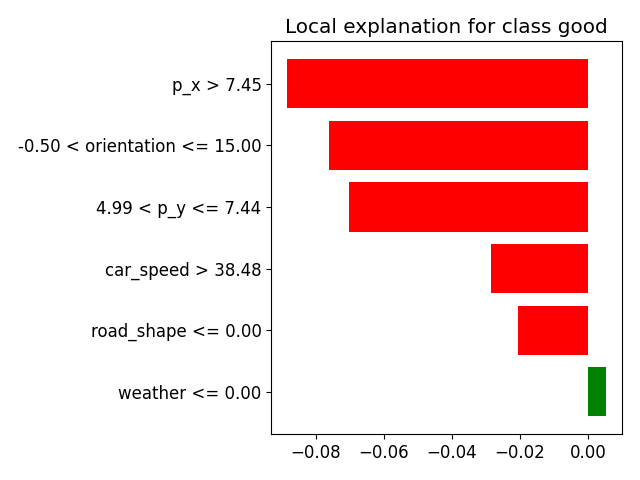 Local explanation for class good
p_x > 7.45
-0.50 < orientation <= 15.00
4.99 < p_y <= 7.44
car_speed > 38.48
road_shape <= 0.00
weather <= 0.00
−0.08 −0.06 −0.04 −0.02 0.00